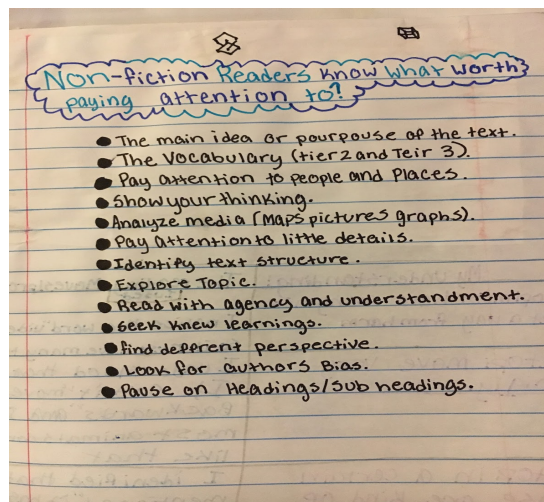 Non-fiction Readers know what worth
paying attention to?
• The main idea or pourpouse of the text.
• The Vocabulary (tier 2 and Teir 3).
• Pay attention to people and Places.
• Show your thinking.
• Analyze media (Maps pictures graphs).
• Pay attention to little details.
• Identify text structure.
• Explore Topic.
• Read with agency and understandment.
• Seek knew learnings.
• find defferent perspective.
• Look for authors Bias.
• Pause on Headings/Sub headings.